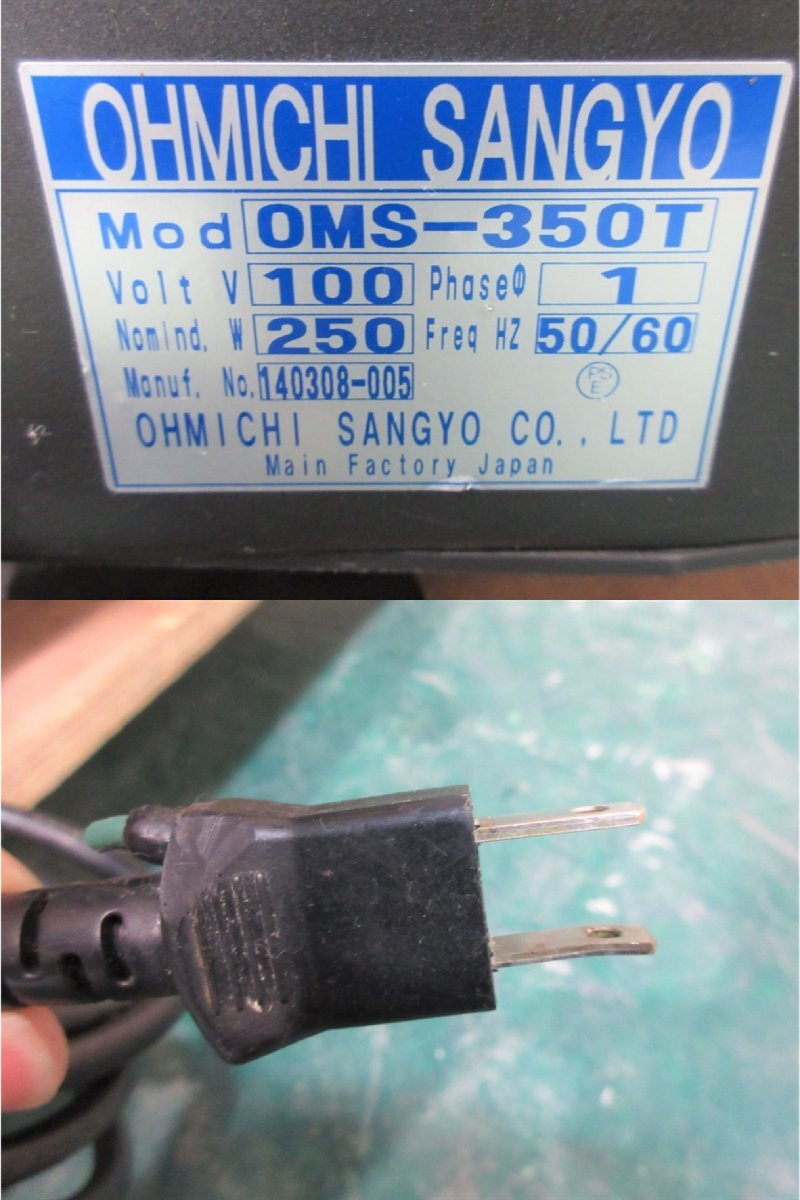 OHMICHI SANGYO
Mod OMS-350T
Volt V 100 Phaseφ 1
Nomind. W 250 Freq HZ 50/60
Manuf. No. 140308-005 PS E
OHMICHI SANGYO CO., LTD
Main Factory Japan